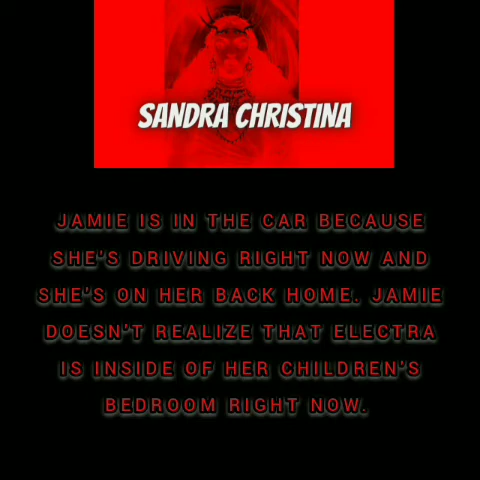 SANDRA CHRISTINA
JAMIE IS IN THE CAR BECAUSE
SHE'S DRIVING RIGHT NOW AND
SHE'S ON HER BACK HOME. JAMIE
DOESN'T REALIZE THAT ELECTRA
IS INSIDE OF HER CHILDREN'S
BEDROOM RIGHT NOW.